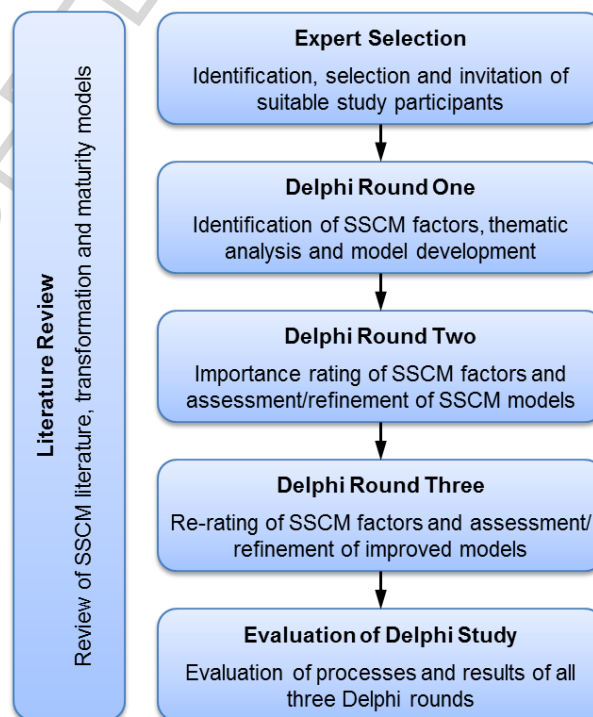 Literature Review
Review of SSCM literature, transformation and maturity models
Expert Selection
Identification, selection and invitation of
suitable study participants
Delphi Round One
Identification of SSCM factors, thematic
analysis and model development
Delphi Round Two
Importance rating of SSCM factors and
assessment/refinement of SSCM models
Delphi Round Three
Re-rating of SSCM factors and assessment/
refinement of improved models
Evaluation of Delphi Study
Evaluation of processes and results of all
three Delphi rounds